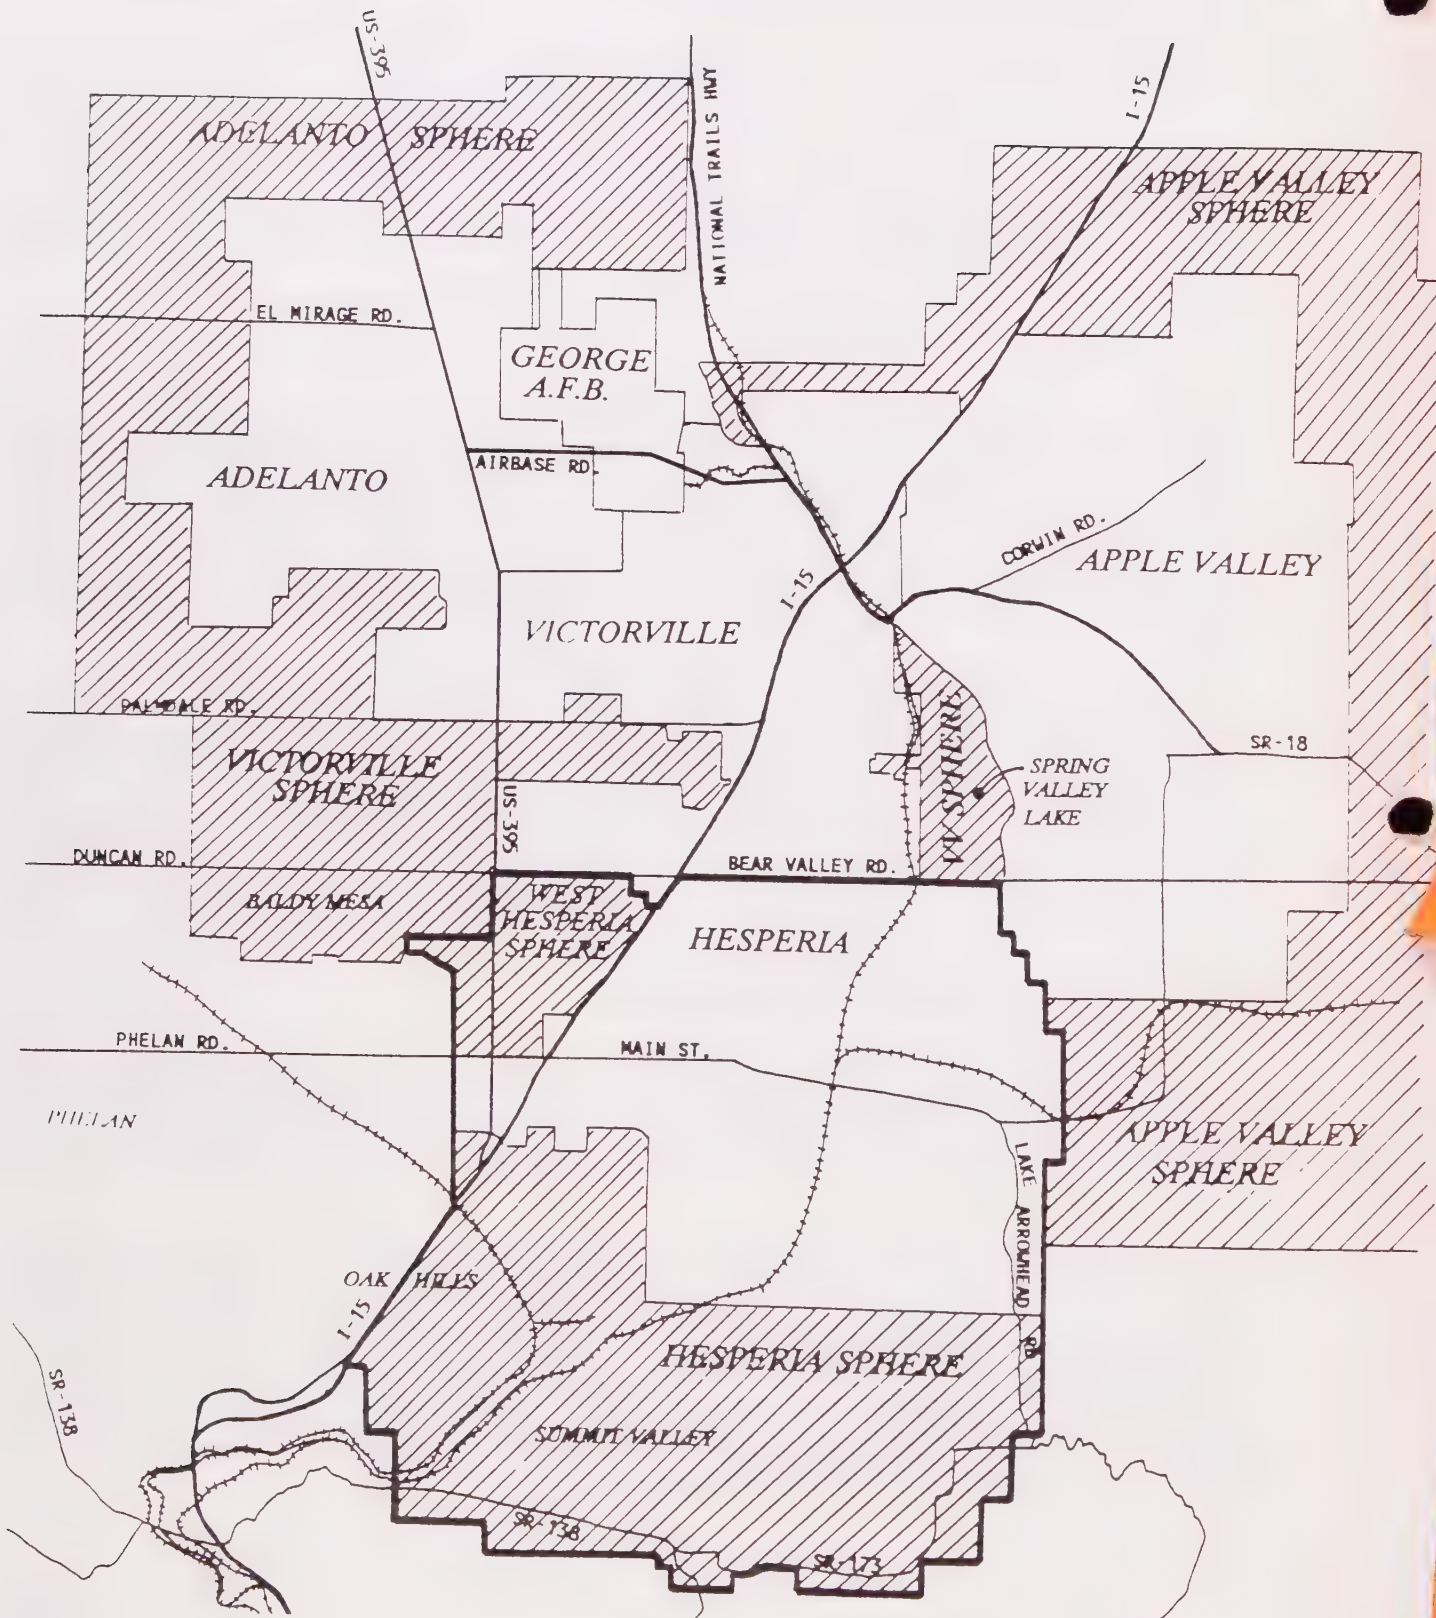 US-395
NATIONAL TRAILS HWY
I-15
ADELANTO SPHERE
APPLE VALLEY
SPHERE
EL MIRAGE RD.
GEORGE
A.F.B.
AIRBASE RD.
ADELANTO
CORWIN RD.
APPLE VALLEY
I-15
VICTORVILLE
PALMDALE RD.
VICTORVILLE
SPHERE
VV SPHERE
SR-18
SPRING
VALLEY
LAKE
US-395
DUNCAN RD.
BEAR VALLEY RD.
BALDY MESA
WEST
HESPERIA
SPHERE
HESPERIA
PHELAN RD.
MAIN ST.
PHELAN
APPLE VALLEY
SPHERE
LAKE ARROWHEAD RD
OAK HILLS
I-15
HESPERIA SPHERE
SR-138
SUMMIT VALLEY
SR-138
SR-173